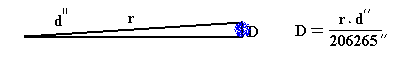 d" r D
D = r . d" / 206265"